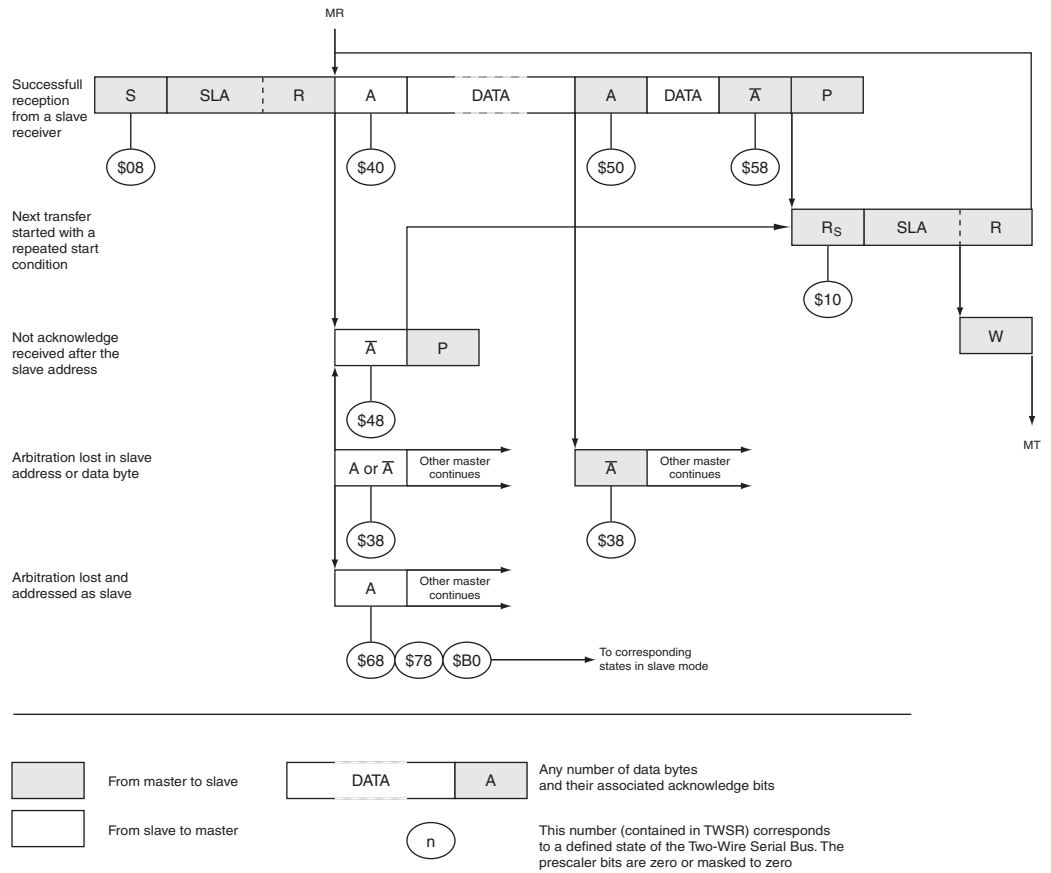 MR
Successfull
reception
from a slave
receiver
S SLA R A DATA A DATA A̅ P
$08 $40 $50 $58
Next transfer
started with a
repeated start
condition
RS SLA R
$10
Not acknowledge
received after the
slave address
A̅ P
W
$48
MT
Arbitration lost in slave
address or data byte
A or A̅
Other master
continues
A̅
Other master
continues
$38 $38
Arbitration lost and
addressed as slave
A
Other master
continues
$68 $78 $B0
To corresponding
states in slave mode
From master to slave
DATA A
Any number of data bytes
and their associated acknowledge bits
From slave to master
n
This number (contained in TWSR) corresponds
to a defined state of the Two-Wire Serial Bus. The
prescaler bits are zero or masked to zero